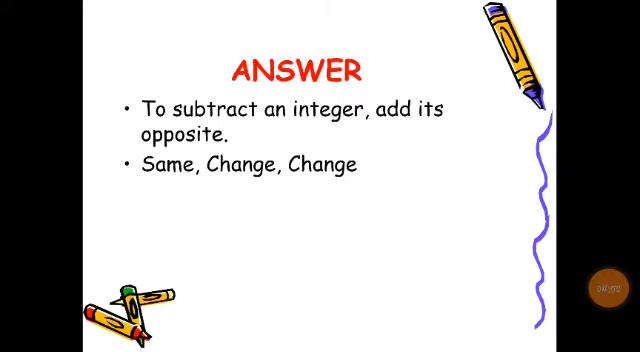 ANSWER
• To subtract an integer, add its
opposite.
• Same, Change, Change